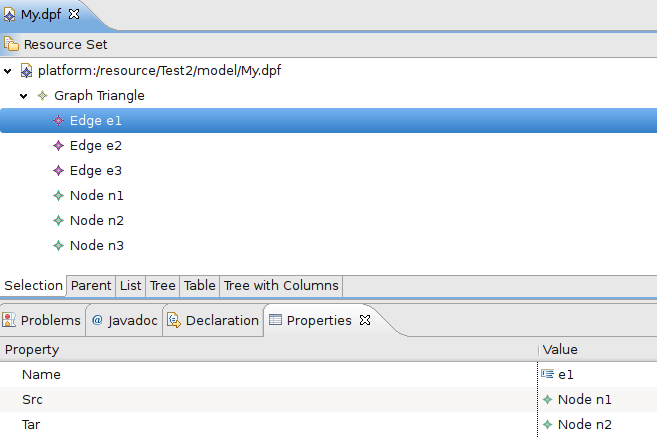 My.dpf
Resource Set
platform:/resource/Test2/model/My.dpf
Graph Triangle
Edge e1
Edge e2
Edge e3
Node n1
Node n2
Node n3
Selection Parent List Tree Table Tree with Columns
Problems @ Javadoc Declaration Properties
Property Value
Name e1
Src Node n1
Tar Node n2